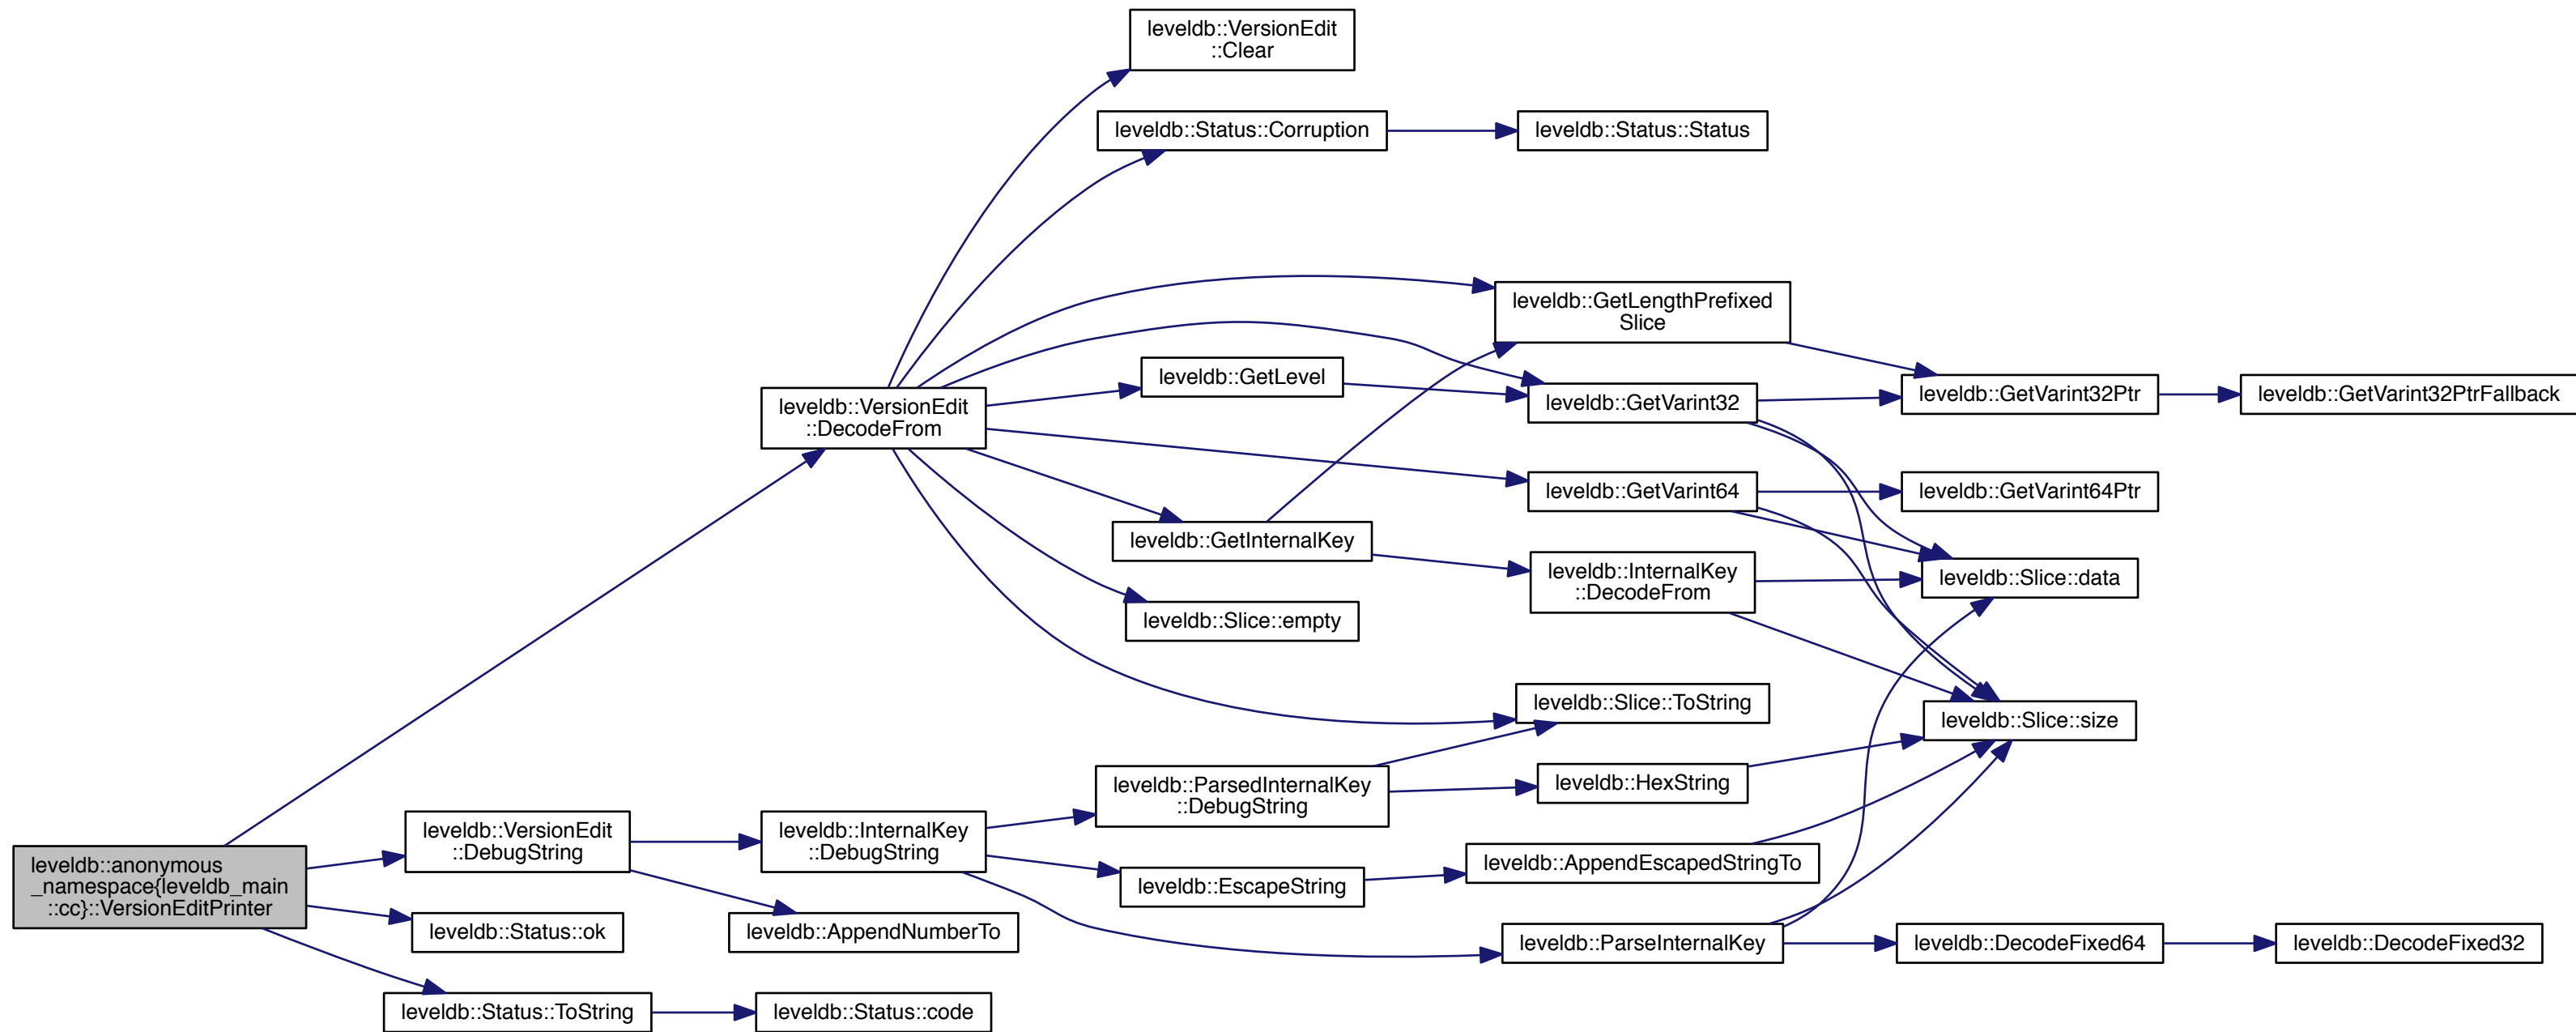 leveldb::VersionEdit
::Clear
leveldb::Status::Corruption
leveldb::Status::Status
leveldb::GetLengthPrefixed
Slice
leveldb::GetLevel
leveldb::GetVarint32
leveldb::GetVarint32Ptr
leveldb::GetVarint32PtrFallback
leveldb::VersionEdit
::DecodeFrom
leveldb::GetVarint64
leveldb::GetVarint64Ptr
leveldb::GetInternalKey
leveldb::InternalKey
::DecodeFrom
leveldb::Slice::data
leveldb::Slice::empty
leveldb::Slice::ToString
leveldb::Slice::size
leveldb::ParsedInternalKey
::DebugString
leveldb::HexString
leveldb::VersionEdit
::DebugString
leveldb::InternalKey
::DebugString
leveldb::AppendEscapedStringTo
leveldb::EscapeString
leveldb::anonymous
_namespace{leveldb_main
::cc}::VersionEditPrinter
leveldb::Status::ok
leveldb::AppendNumberTo
leveldb::ParseInternalKey
leveldb::DecodeFixed64
leveldb::DecodeFixed32
leveldb::Status::ToString
leveldb::Status::code